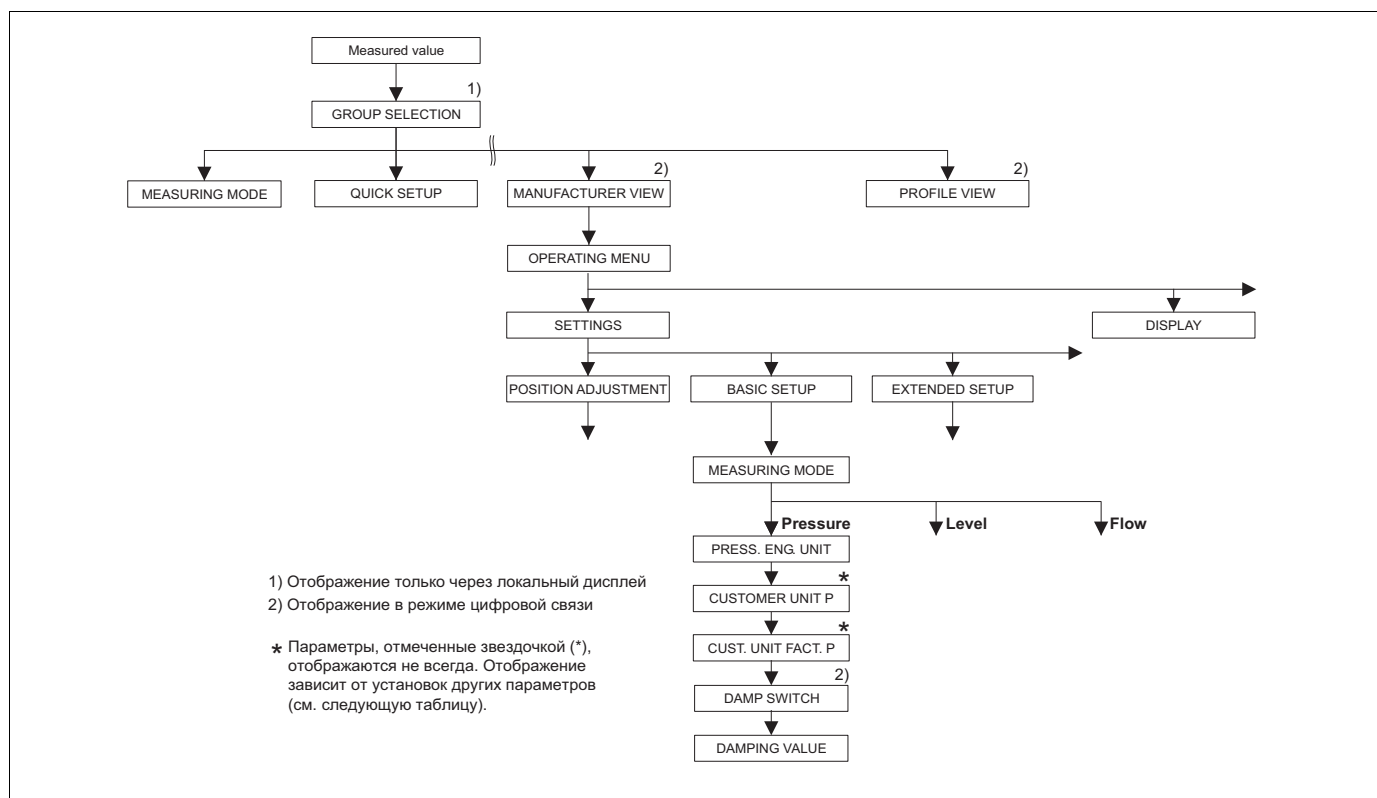 Measured value
1)
GROUP SELECTION
2)
2)
MEASURING MODE
QUICK SETUP
MANUFACTURER VIEW
PROFILE VIEW
OPERATING MENU
SETTINGS
DISPLAY
POSITION ADJUSTMENT
BASIC SETUP
EXTENDED SETUP
MEASURING MODE
Pressure
Level
Flow
PRESS. ENG. UNIT
*
CUSTOMER UNIT P
*
CUST. UNIT FACT. P
2)
DAMP SWITCH
DAMPING VALUE
1) Отображение только через локальный дисплей
2) Отображение в режиме цифровой связи
* Параметры, отмеченные звездочкой (*),
отображаются не всегда. Отображение
зависит от установок других параметров
(см. следующую таблицу).